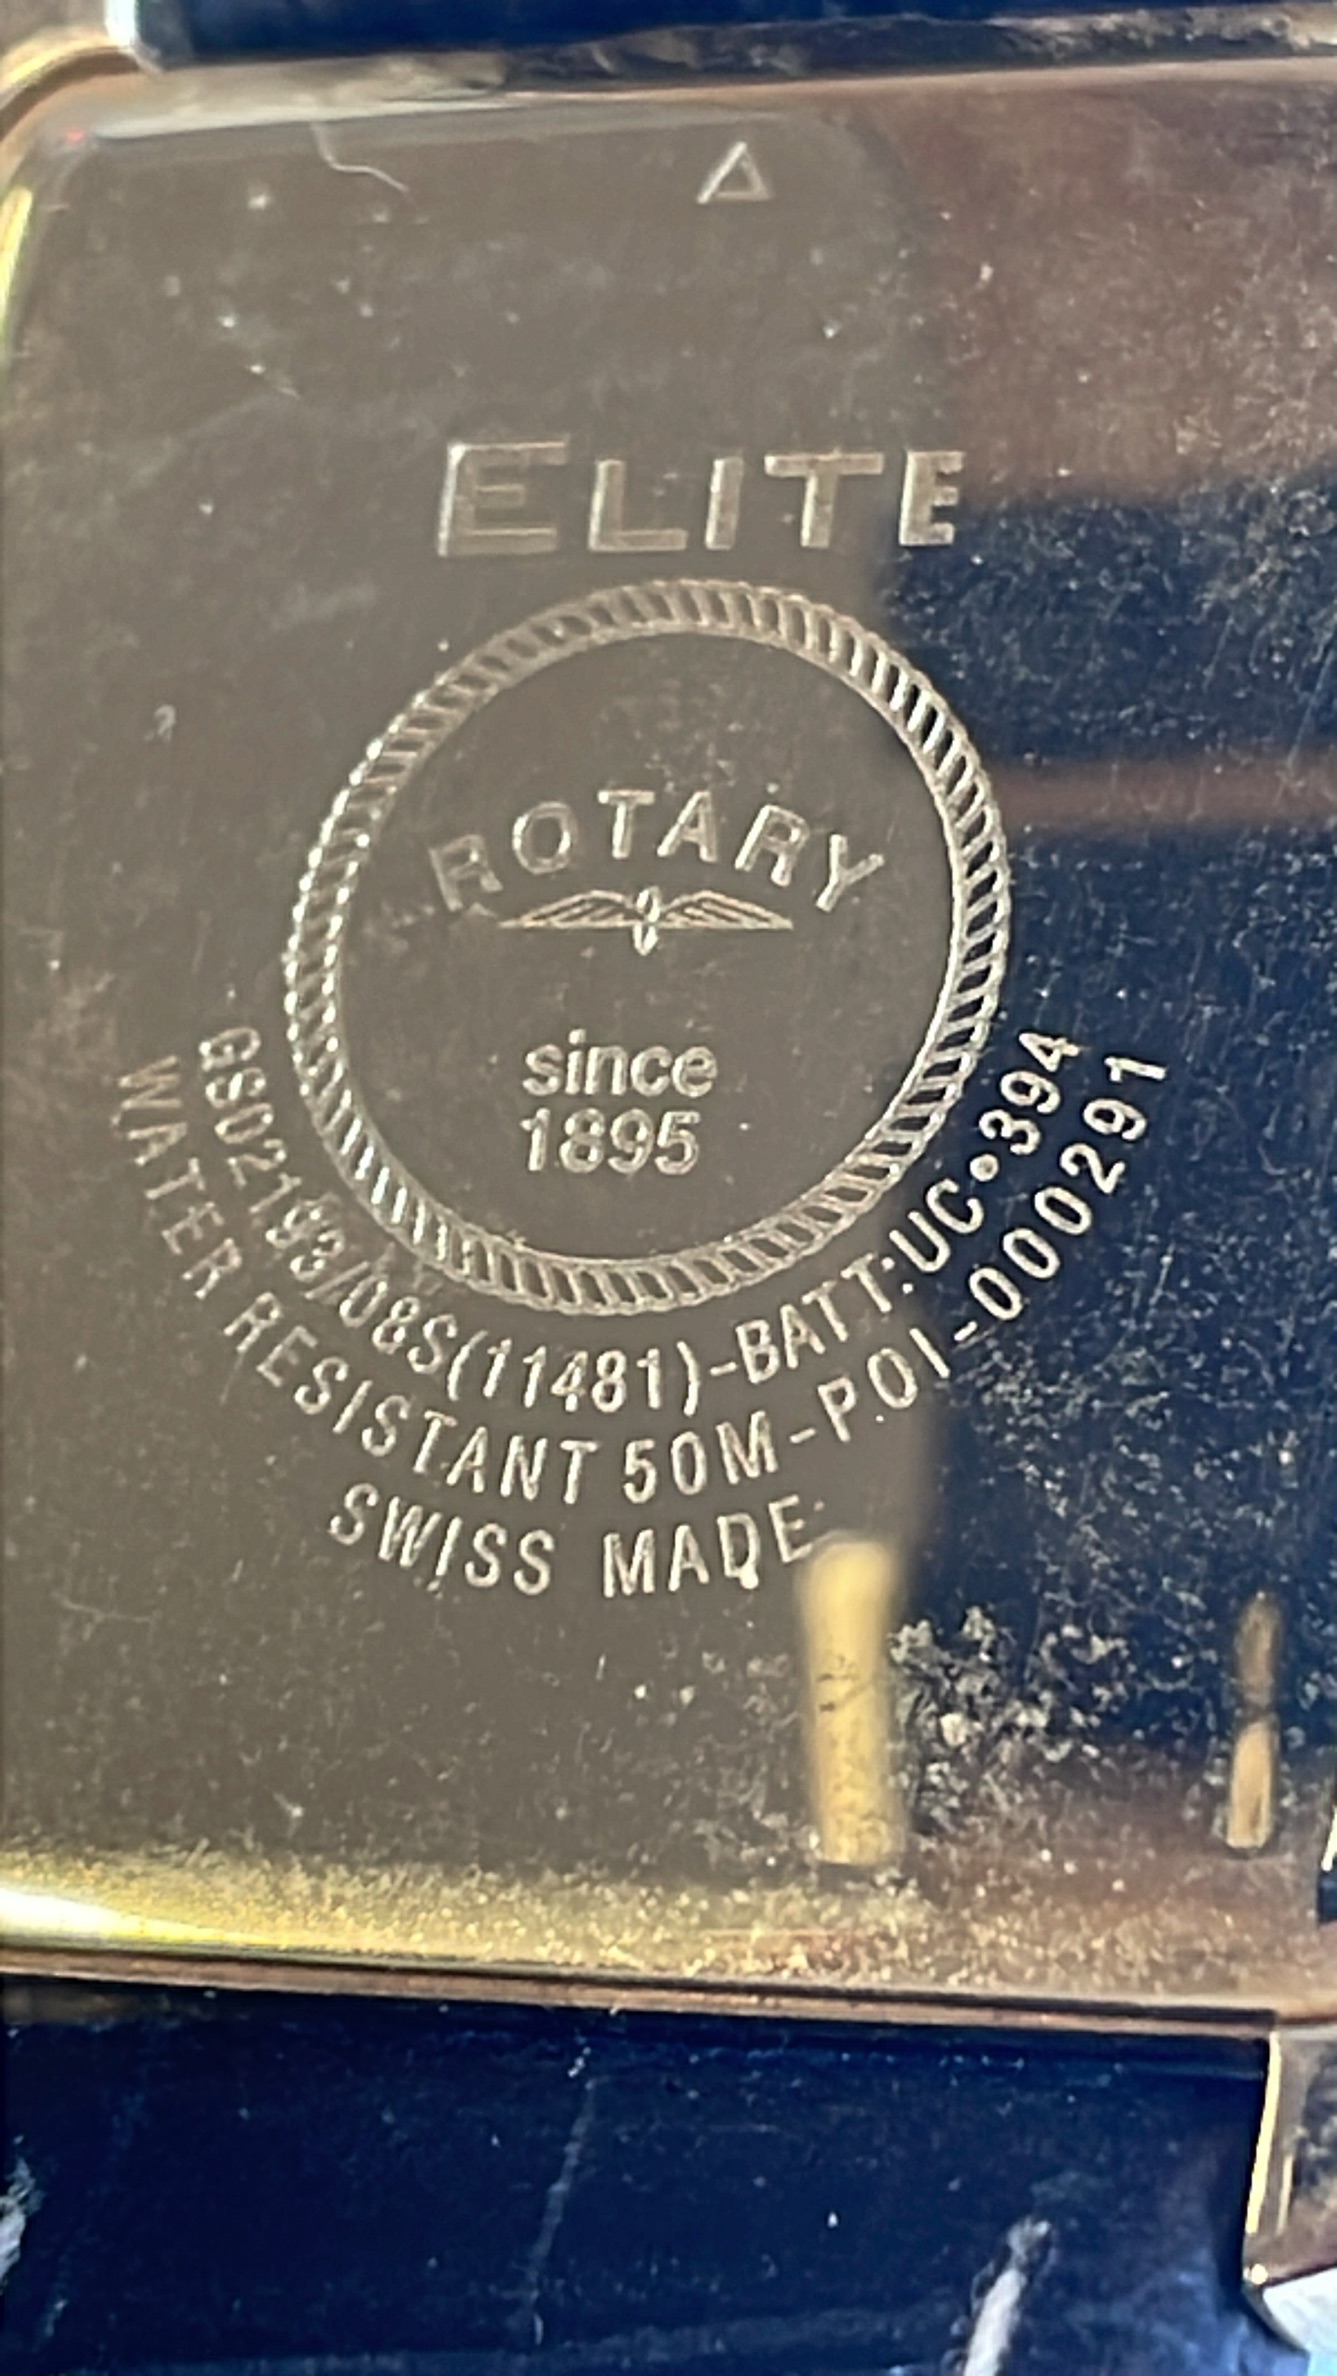 ELITE
ROTARY
since
1895
GS02193/08S(11481)-BATT:UC•394
WATER RESISTANT 50M-POI-000291
SWISS MADE